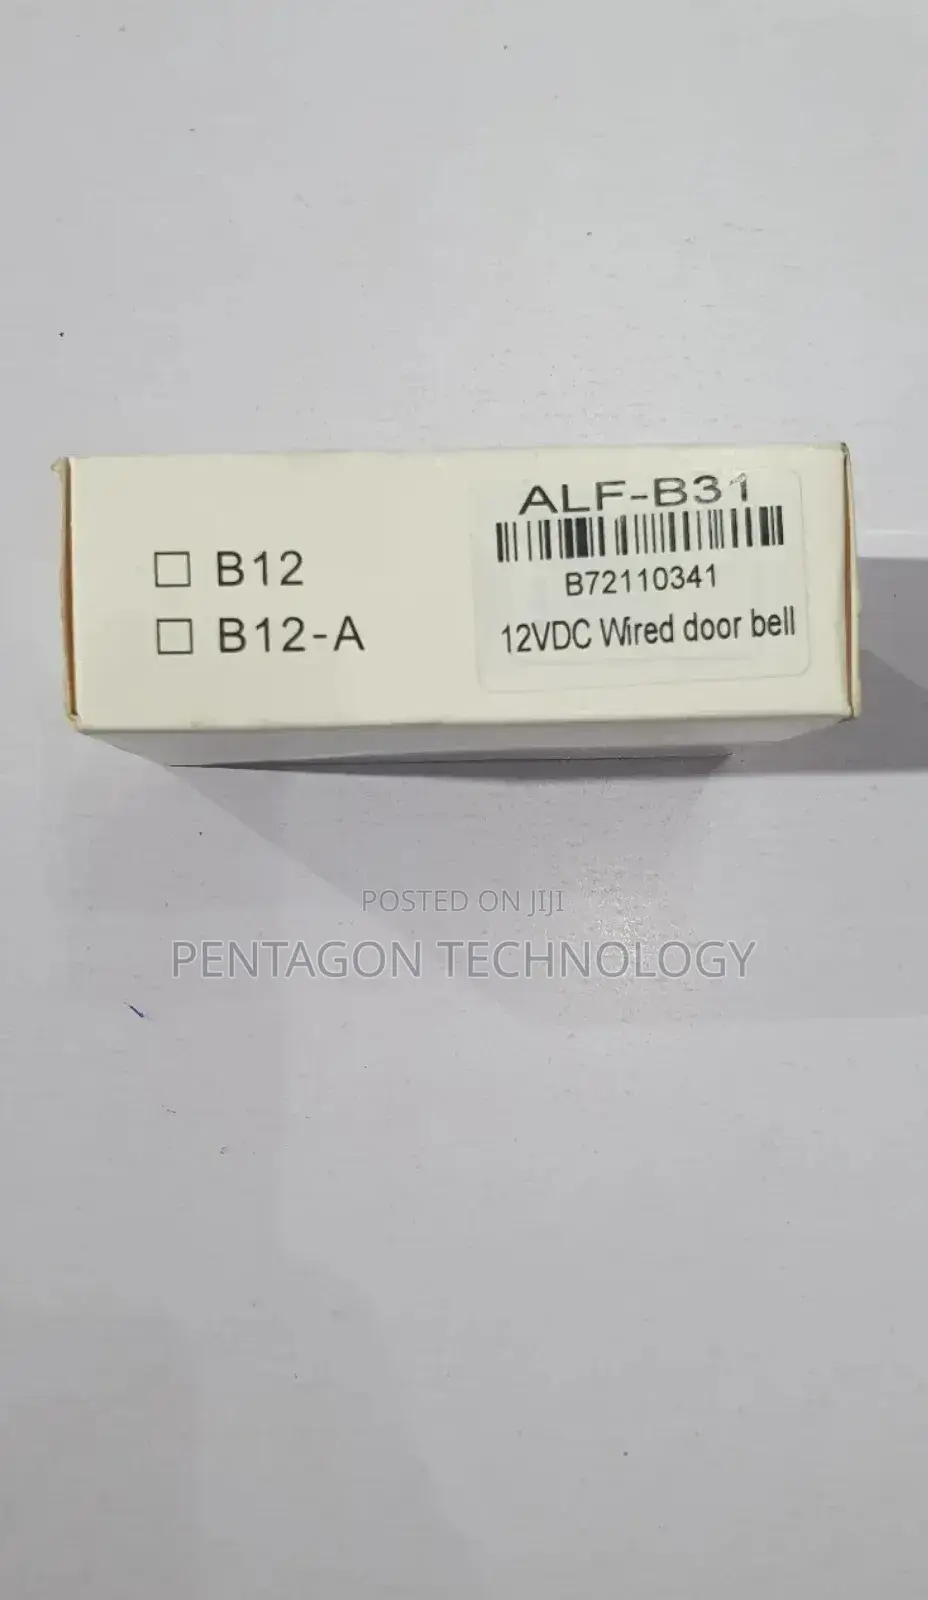 ALF-B31
B72110341
12VDC Wired door bell
B12
B12-A
POSTED ON JIJI
PENTAGON TECHNOLOGY